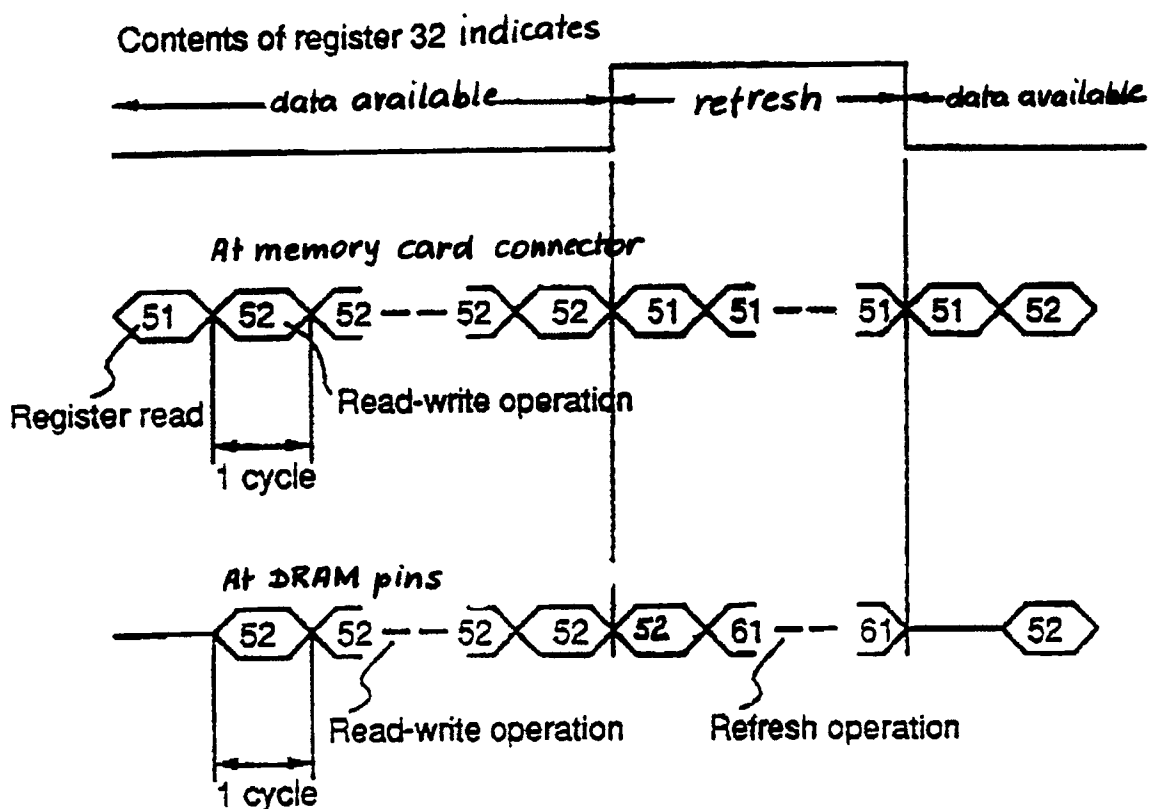 Contents of register 32 indicates
data available refresh data available
At memory card connector
51 52 52 52 52 51 51 51 51 52
Register read Read-write operation
1 cycle
At DRAM pins
52 52 52 52 52 61 61 52
Read-write operation Refresh operation
1 cycle